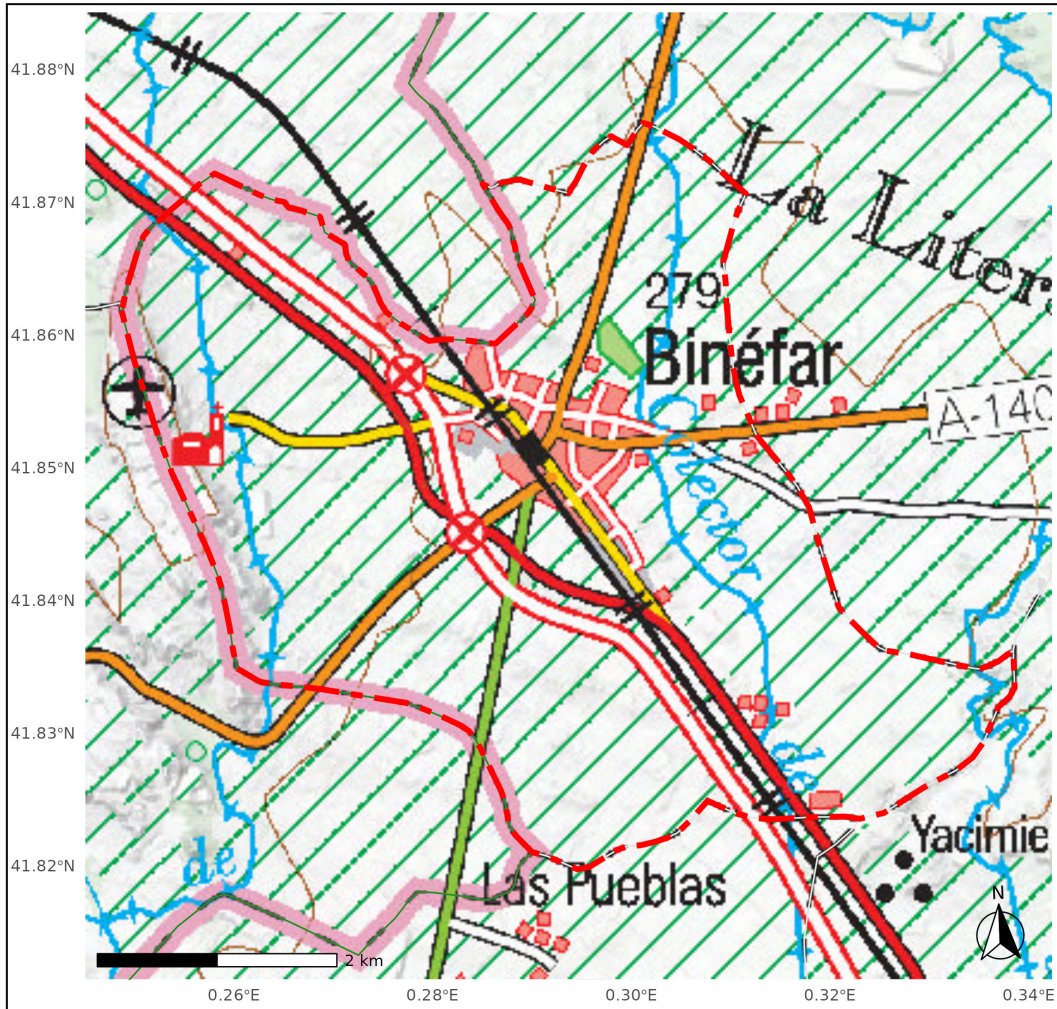 41.88°N
41.87°N
41.86°N
41.85°N
41.84°N
41.83°N
41.82°N
La Litera
279
Binéfar
A-140
Colector
de
de
Yacimie
Las Pueblas
N
2 km
0.26°E
0.28°E
0.30°E
0.32°E
0.34°E